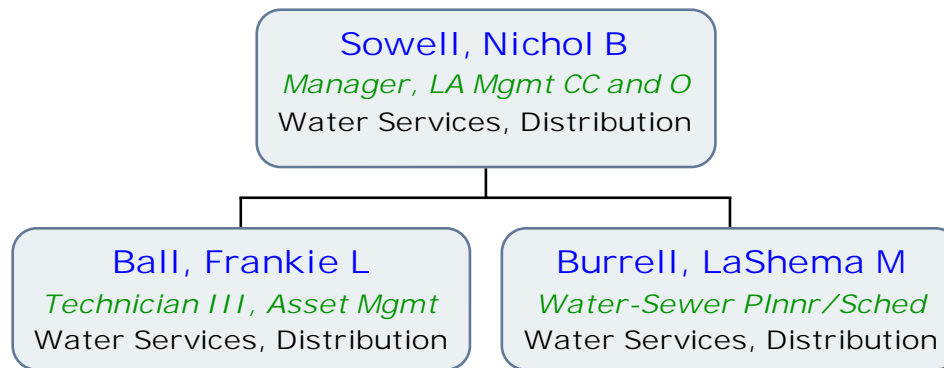 Sowell, Nichol B
Manager, LA Mgmt CC and O
Water Services, Distribution
Ball, Frankie L
Technician III, Asset Mgmt
Water Services, Distribution
Burrell, LaShema M
Water-Sewer Plnnr/Sched
Water Services, Distribution